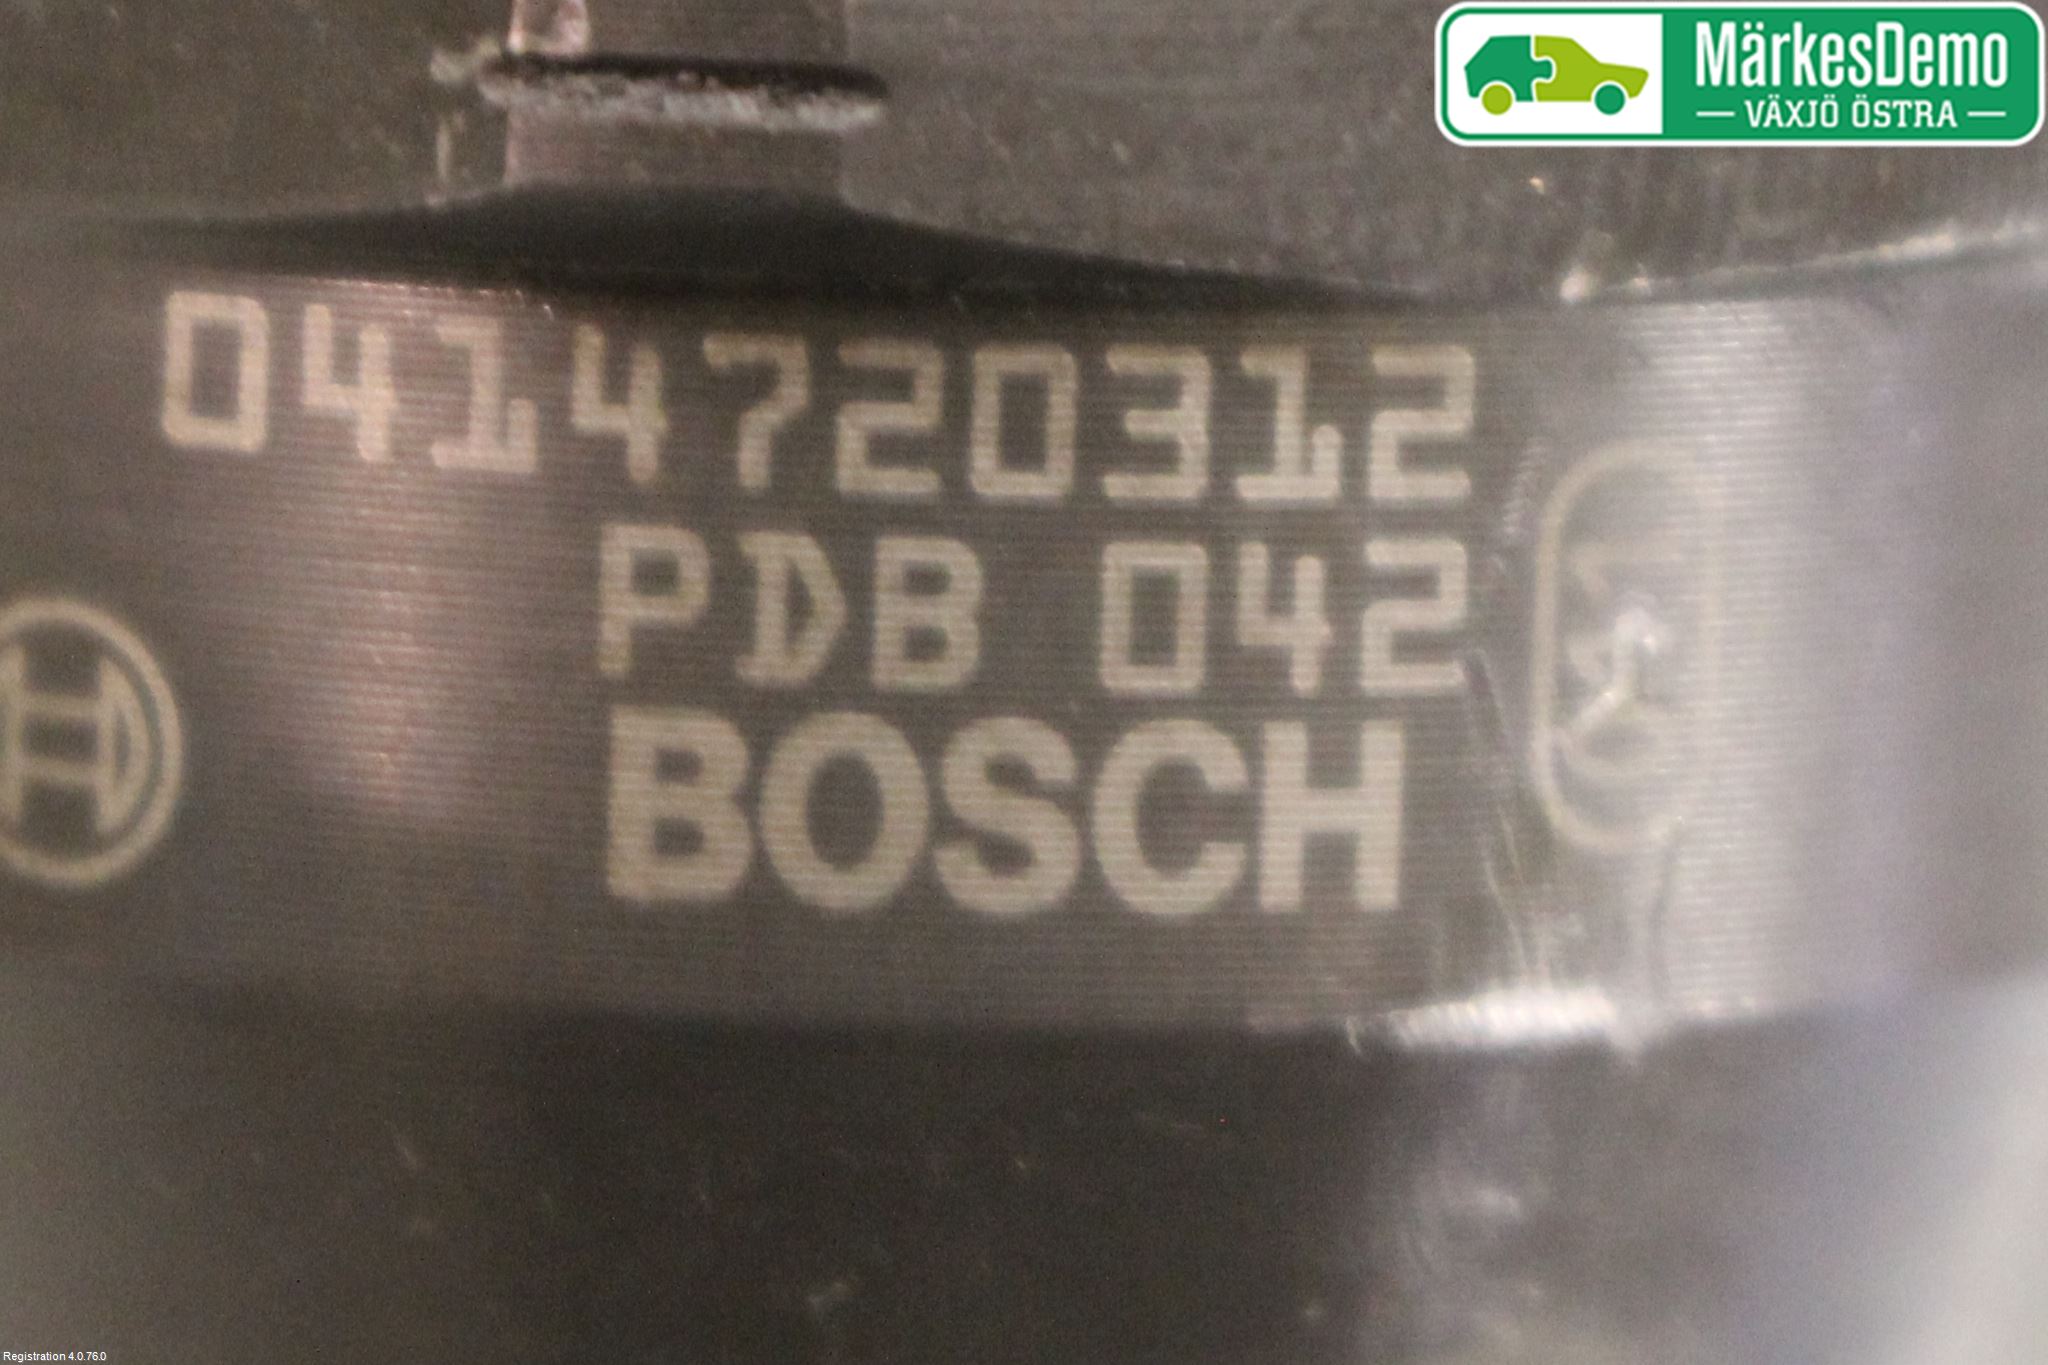 MärkesDemo
VÄXJÖ ÖSTRA
0414720312
PDB 042
BOSCH
Registration 4.0.76.0